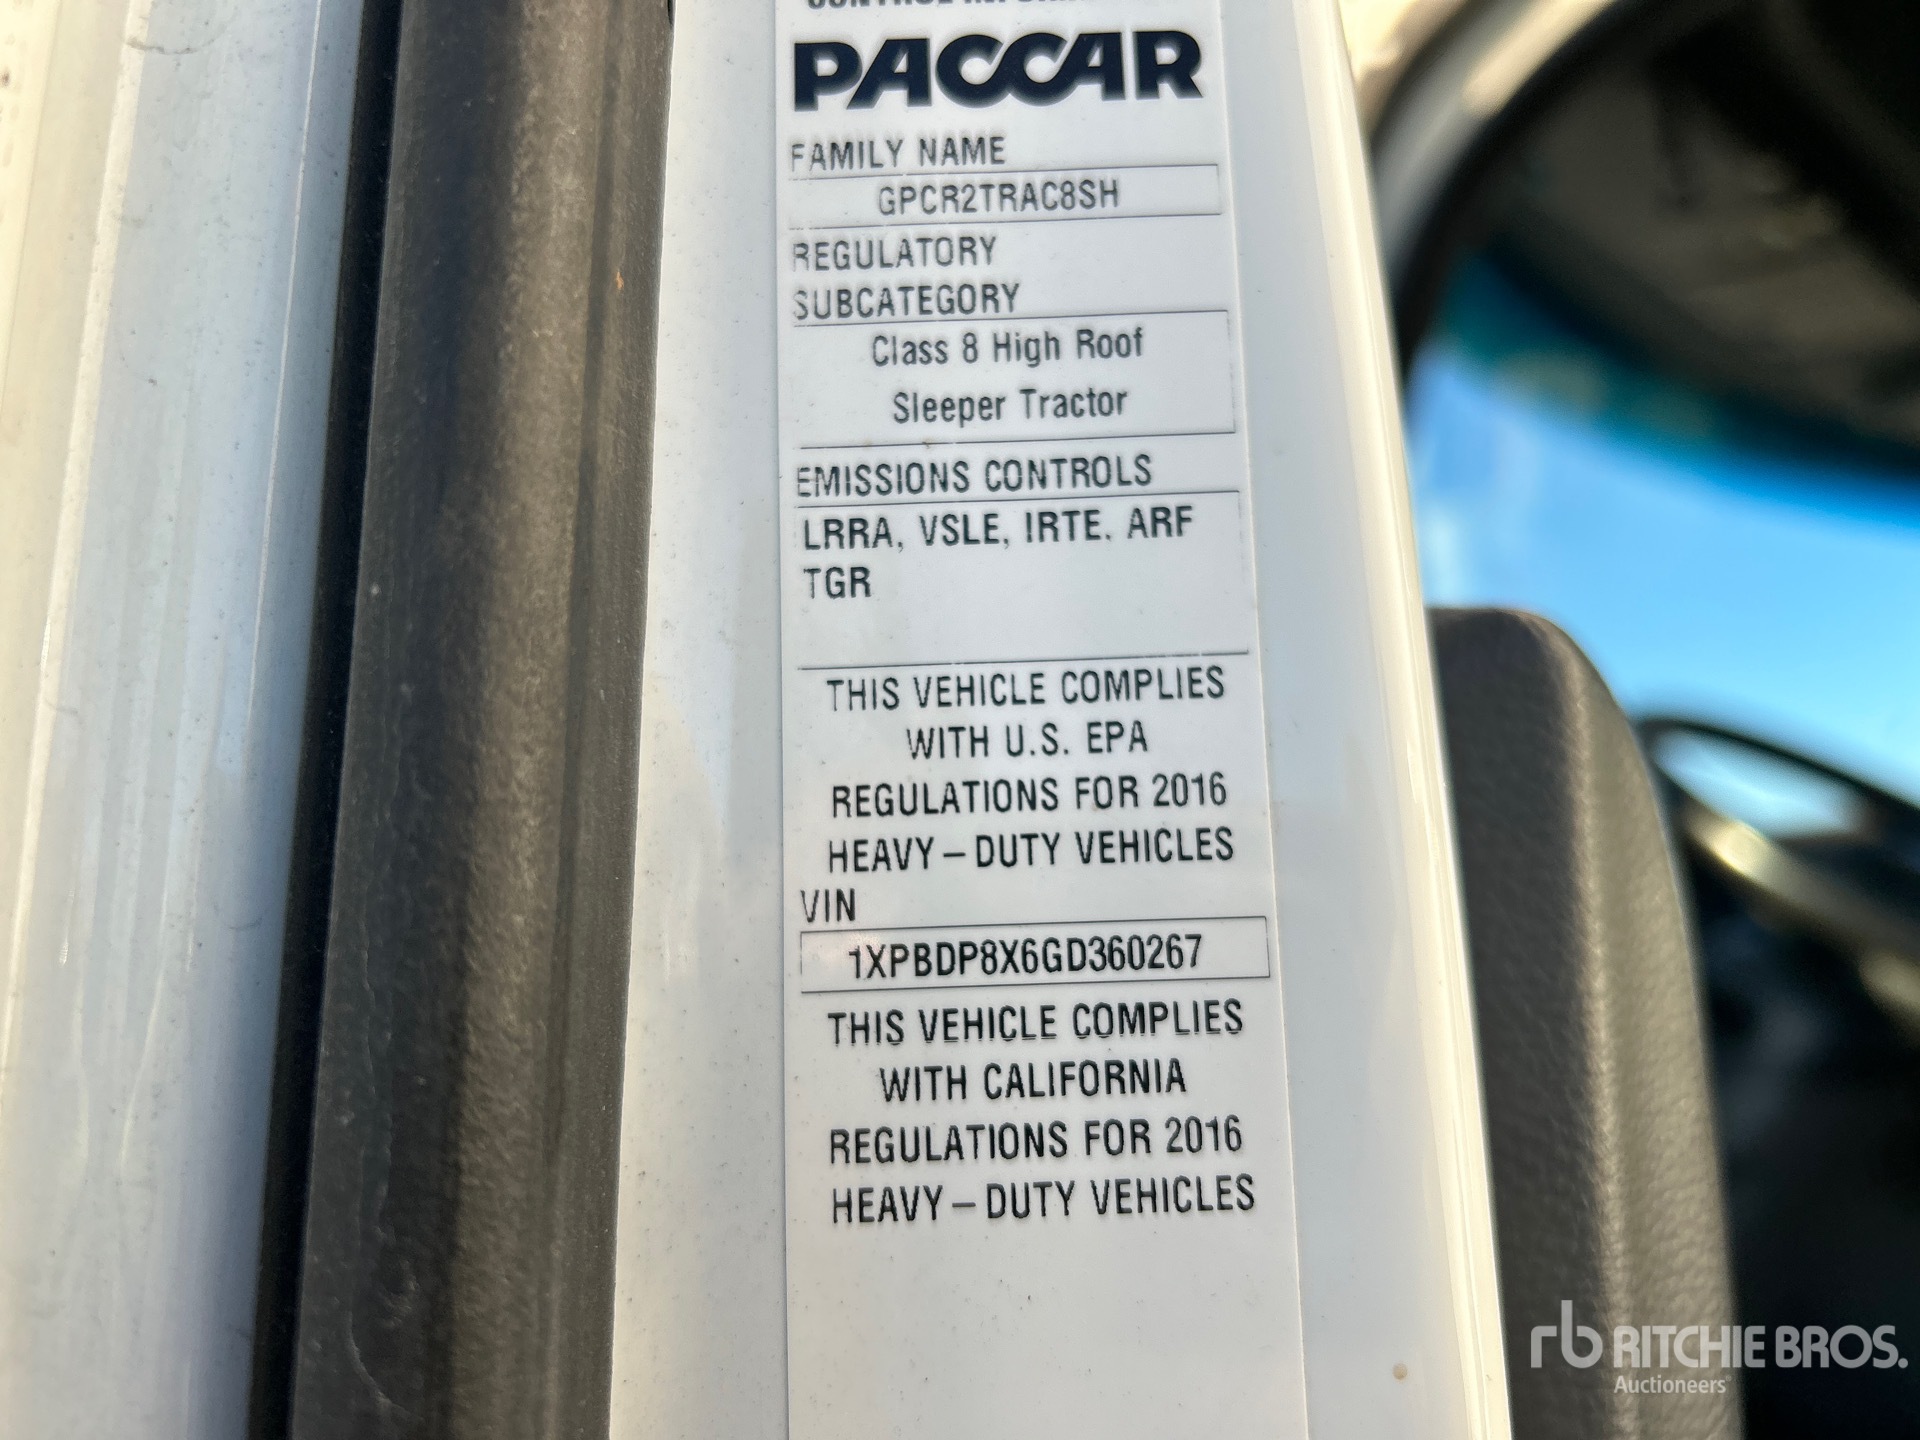 PACCAR
FAMILY NAME
GPCR2TRAC8SH
REGULATORY
SUBCATEGORY
Class 8 High Roof
Sleeper Tractor
EMISSIONS CONTROLS
LRRA, VSLE, IRTE. ARF
TGR
THIS VEHICLE COMPLIES
WITH U.S. EPA
REGULATIONS FOR 2016
HEAVY – DUTY VEHICLES
VIN
1XPBDP8X6GD360267
THIS VEHICLE COMPLIES
WITH CALIFORNIA
REGULATIONS FOR 2016
HEAVY – DUTY VEHICLES
rb RITCHIE BROS.
Auctioneers